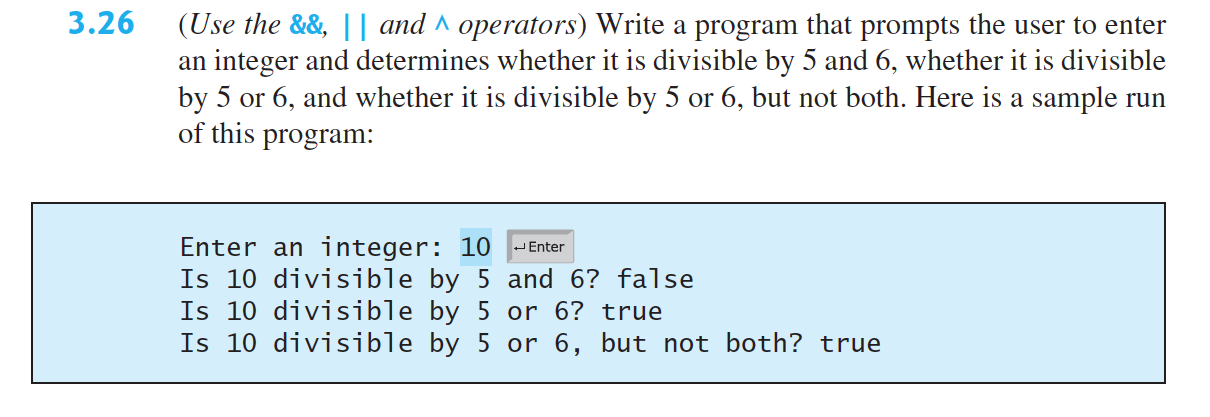 3.26 (Use the &&, || and ^ operators) Write a program that prompts the user to enter
an integer and determines whether it is divisible by 5 and 6, whether it is divisible
by 5 or 6, and whether it is divisible by 5 or 6, but not both. Here is a sample run
of this program:
Enter an integer: 10 ↵Enter
Is 10 divisible by 5 and 6? false
Is 10 divisible by 5 or 6? true
Is 10 divisible by 5 or 6, but not both? true